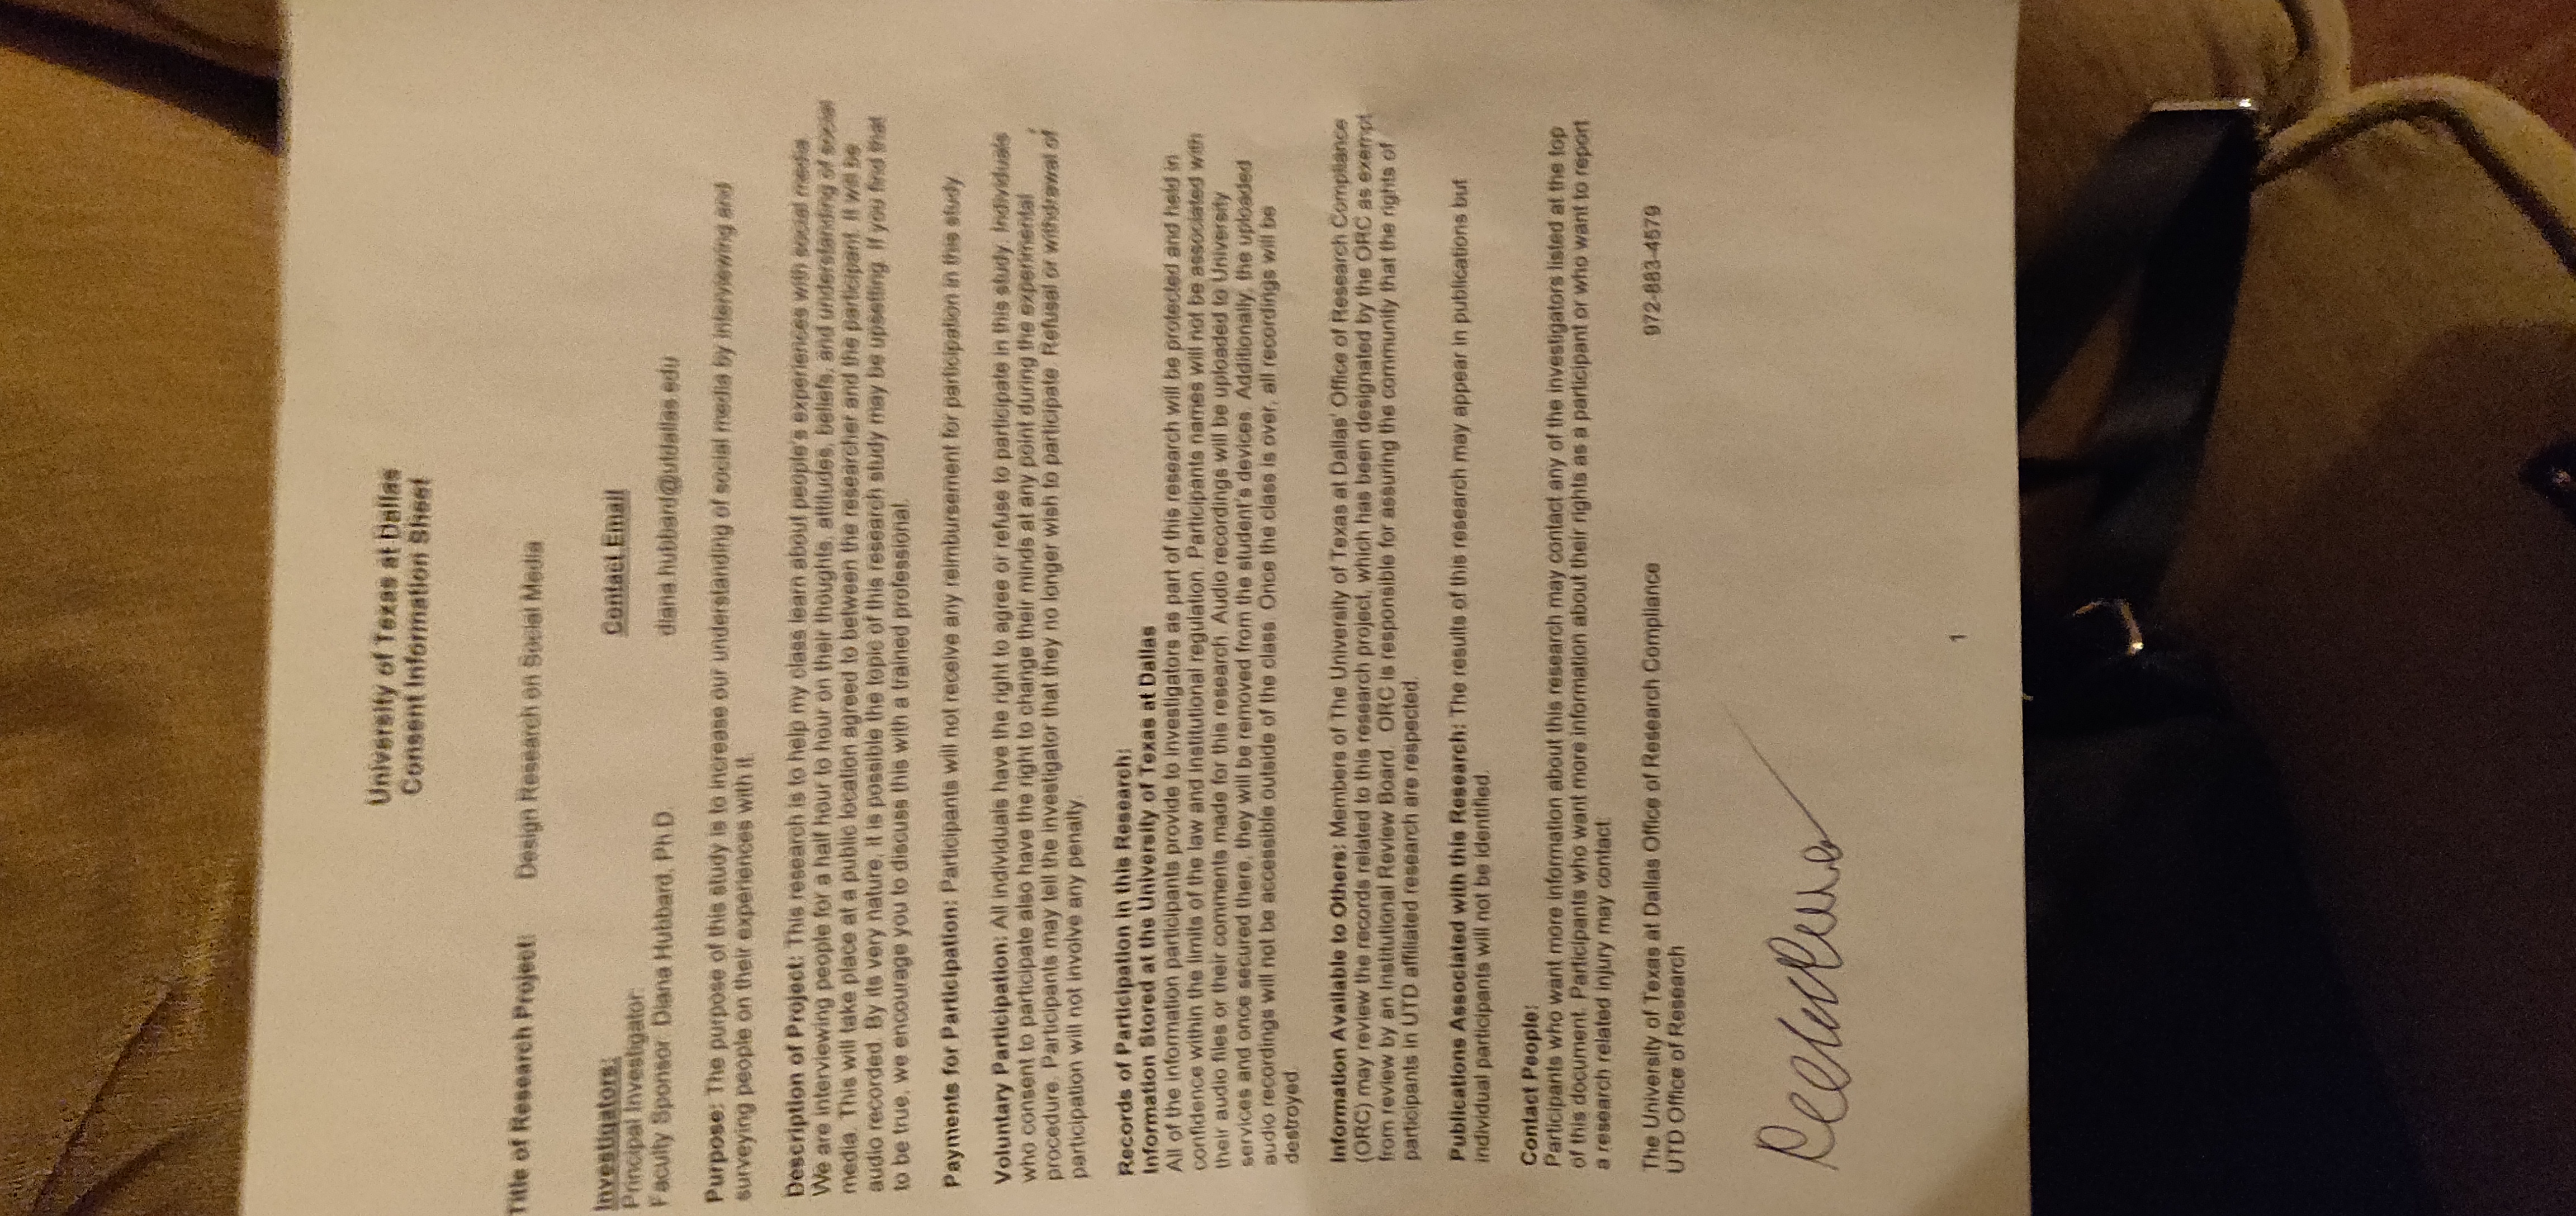 University of Texas at Dallas
Consent Information Sheet
Title of Research Project: Design Research on Social Media
Investigators: Contact Email
Principal Investigator:
Faculty Sponsor: Diana Hubbard, Ph.D. diana.hubbard@utdallas.edu
Purpose: The purpose of this study is to increase our understanding of social media by interviewing and
surveying people on their experiences with it.
Description of Project: This research is to help my class learn about people's experiences with social media.
We are interviewing people for a half hour to hour on their thoughts, attitudes, beliefs, and understanding of social
media. This will take place at a public location agreed to between the researcher and the participant. It will be
audio recorded. By its very nature, it is possible the topic of this research study may be upsetting. If you find that
to be true, we encourage you to discuss this with a trained professional.
Payments for Participation: Participants will not receive any reimbursement for participation in this study.
Voluntary Participation: All individuals have the right to agree or refuse to participate in this study. Individuals
who consent to participate also have the right to change their minds at any point during the experimental
procedure. Participants may tell the investigator that they no longer wish to participate. Refusal or withdrawal of
participation will not involve any penalty.
Records of Participation in this Research:
Information Stored at the University of Texas at Dallas
All of the information participants provide to investigators as part of this research will be protected and held in
confidence within the limits of the law and institutional regulation. Participants names will not be associated with
their audio files or their comments made for this research. Audio recordings will be uploaded to University
services and once secured there, they will be removed from the student's devices. Additionally, the uploaded
audio recordings will not be accessible outside of the class. Once the class is over, all recordings will be
destroyed.
Information Available to Others: Members of The University of Texas at Dallas' Office of Research Compliance
(ORC) may review the records related to this research project, which has been designated by the ORC as exempt
from review by an Institutional Review Board. ORC is responsible for assuring the community that the rights of
participants in UTD affiliated research are respected.
Publications Associated with this Research: The results of this research may appear in publications but
individual participants will not be identified.
Contact People:
Participants who want more information about this research may contact any of the investigators listed at the top
of this document. Participants who want more information about their rights as a participant or who want to report
a research related injury may contact:
The University of Texas at Dallas Office of Research Compliance 972-883-4579
UTD Office of Research
1